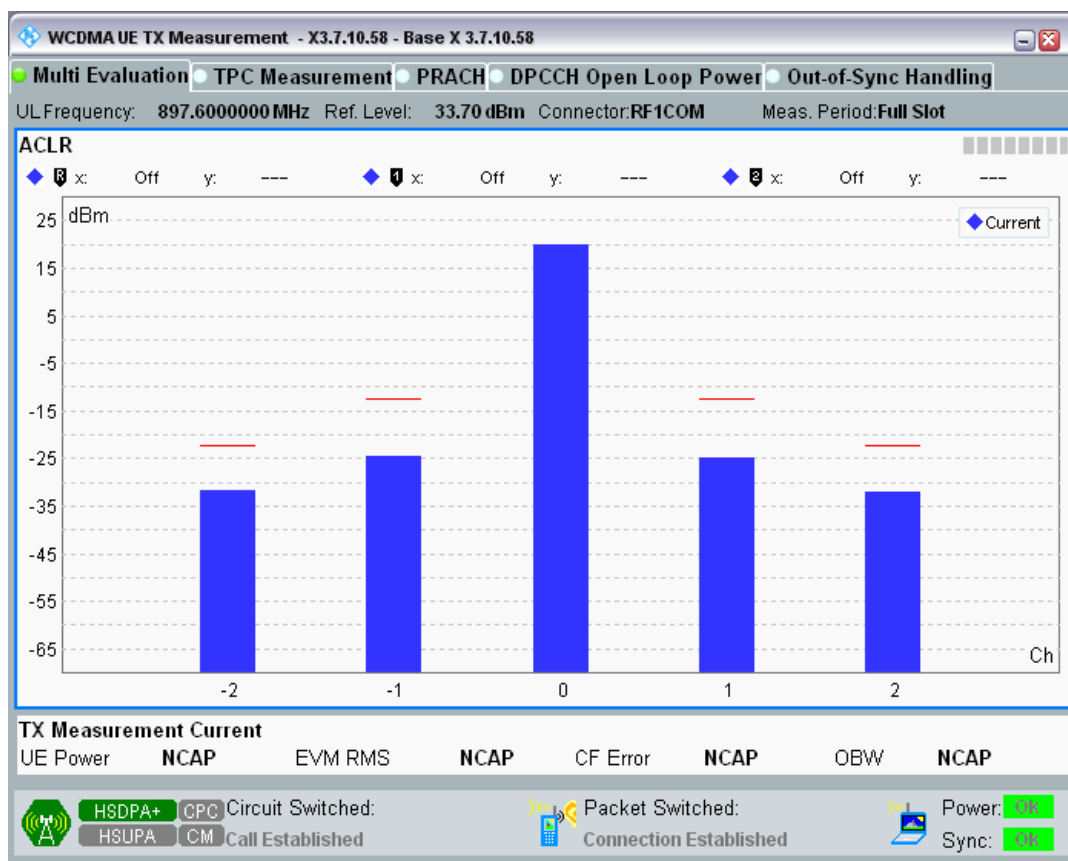 WCDMA UE TX Measurement - X3.7.10.58 - Base X 3.7.10.58
Multi Evaluation TPC Measurement PRACH DPCCH Open Loop Power Out-of-Sync Handling
UL Frequency: 897.6000000 MHz Ref. Level: 33.70 dBm Connector: RF1COM Meas. Period: Full Slot
ACLR
R x: Off y: --- 1 x: Off y: --- 2 x: Off y: ---
dBm
Current
25
15
5
-5
-15
-25
-35
-45
-55
-65
Ch
-2 -1 0 1 2
TX Measurement Current
UE Power NCAP EVM RMS NCAP CF Error NCAP OBW NCAP
HSDPA+ CPC Circuit Switched: Packet Switched: Power: Ok
HSUPA CM Call Established Connection Established Sync: Ok